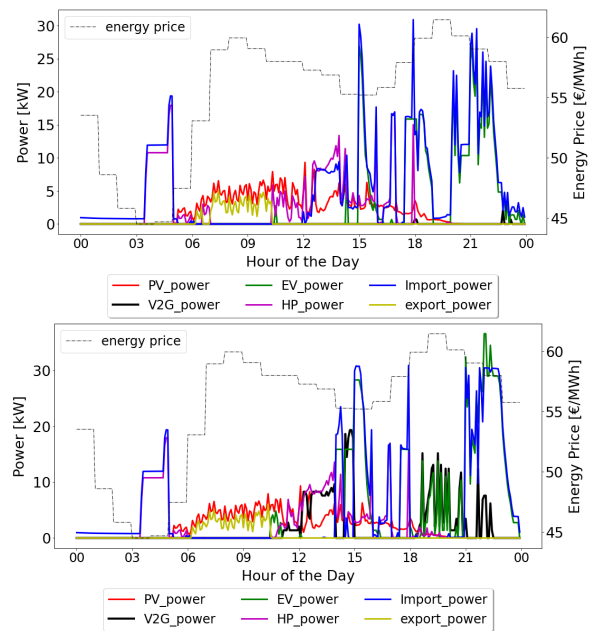 energy price
30
25
20
15
10
5
0
Power [kW]
60
55
50
45
Energy Price [€/MWh]
00 03 06 09 12 15 18 21 00
Hour of the Day
PV_power EV_power Import_power
V2G_power HP_power export_power
energy price
30
20
10
0
Power [kW]
60
55
50
45
Energy Price [€/MWh]
00 03 06 09 12 15 18 21 00
Hour of the Day
PV_power EV_power Import_power
V2G_power HP_power export_power